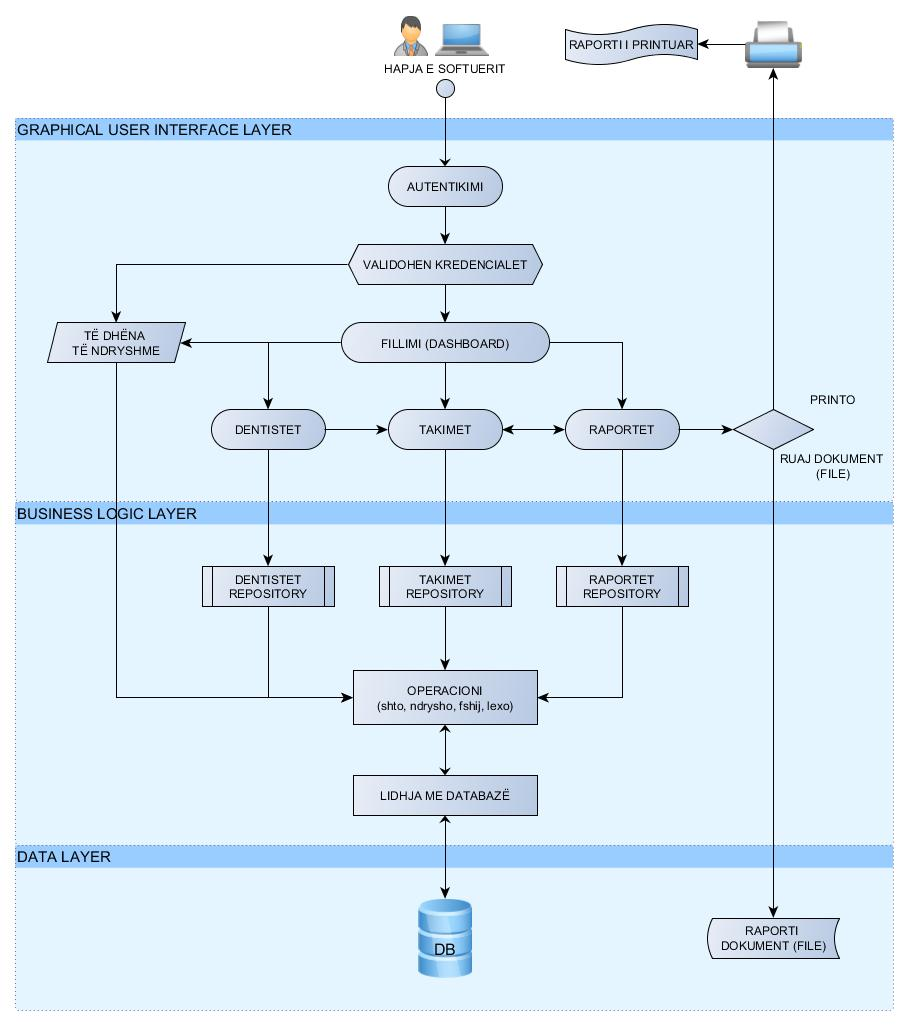 RAPORTI I PRINTUAR
HAPJA E SOFTUERIT
GRAPHICAL USER INTERFACE LAYER
AUTENTIKIMI
VALIDOHEN KREDENCIALET
TË DHËNA
TË NDRYSHME
FILLIMI (DASHBOARD)
PRINTO
DENTISTET
TAKIMET
RAPORTET
RUAJ DOKUMENT
(FILE)
BUSINESS LOGIC LAYER
DENTISTET
REPOSITORY
TAKIMET
REPOSITORY
RAPORTET
REPOSITORY
OPERACIONI
(shto, ndrysho, fshij, lexo)
LIDHJA ME DATABAZË
DATA LAYER
DB
RAPORTI
DOKUMENT (FILE)